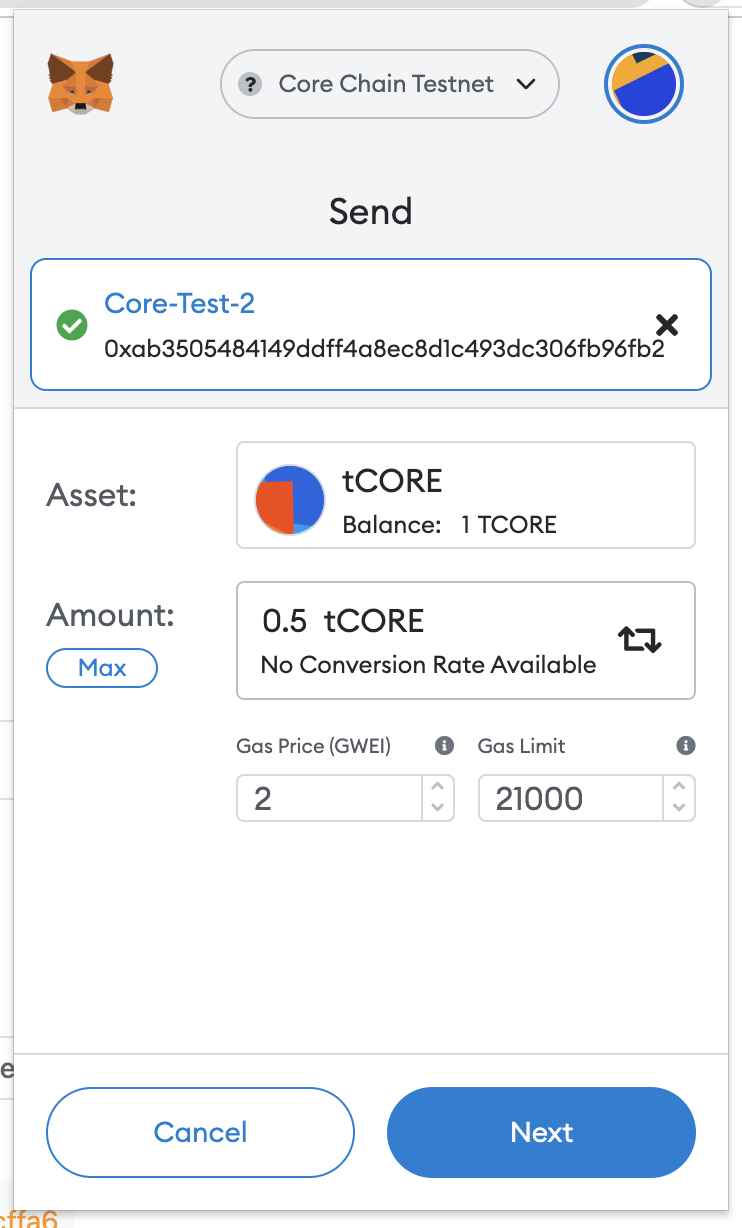 ? Core Chain Testnet
Send
Core-Test-2
0xab3505484149ddff4a8ec8d1c493dc306fb96fb2
Asset:
tCORE
Balance: 1 TCORE
Amount:
0.5 tCORE
Max
No Conversion Rate Available
Gas Price (GWEI)
Gas Limit
2
21000
e
Cancel
Next
cffa6